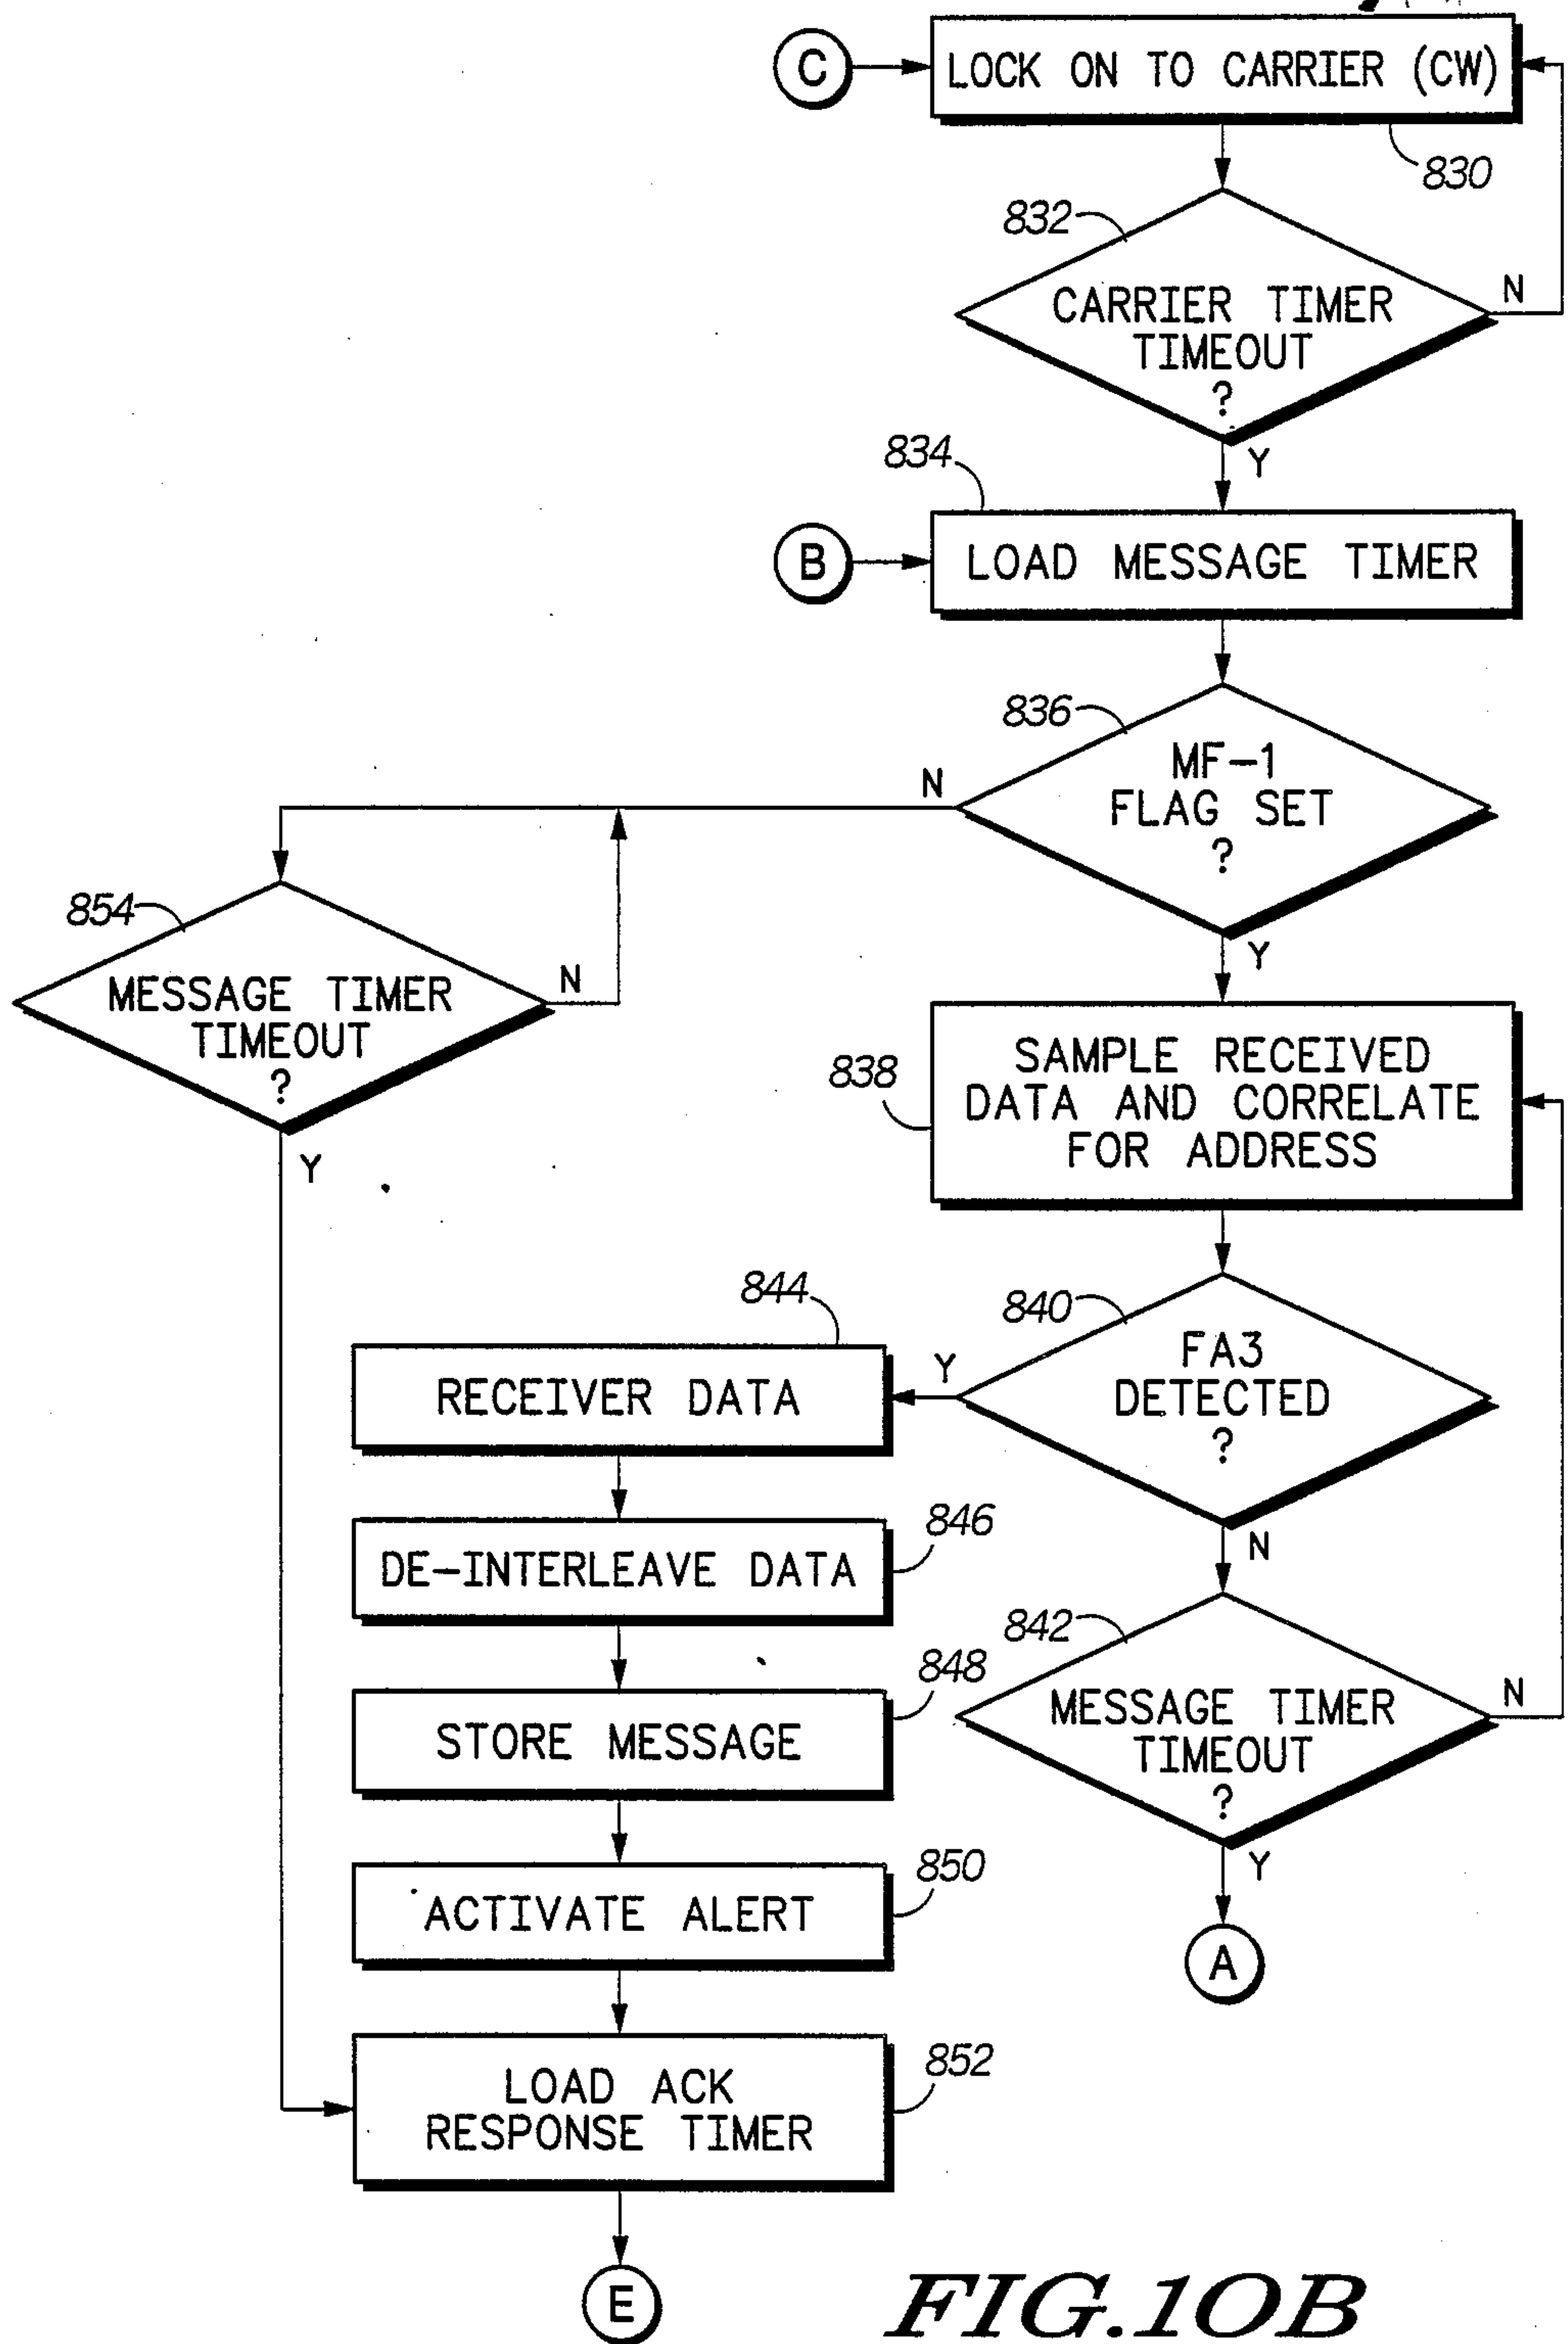 C
LOCK ON TO CARRIER (CW)
830
832
CARRIER TIMER
TIMEOUT
?
N
Y
834
B
LOAD MESSAGE TIMER
836
MF-1
FLAG SET
?
N
Y
854
MESSAGE TIMER
TIMEOUT
?
N
Y
838
SAMPLE RECEIVED
DATA AND CORRELATE
FOR ADDRESS
840
FA3
DETECTED
?
Y
N
844
RECEIVER DATA
846
DE-INTERLEAVE DATA
842
MESSAGE TIMER
TIMEOUT
?
N
Y
A
848
STORE MESSAGE
850
ACTIVATE ALERT
852
LOAD ACK
RESPONSE TIMER
E
FIG.10B